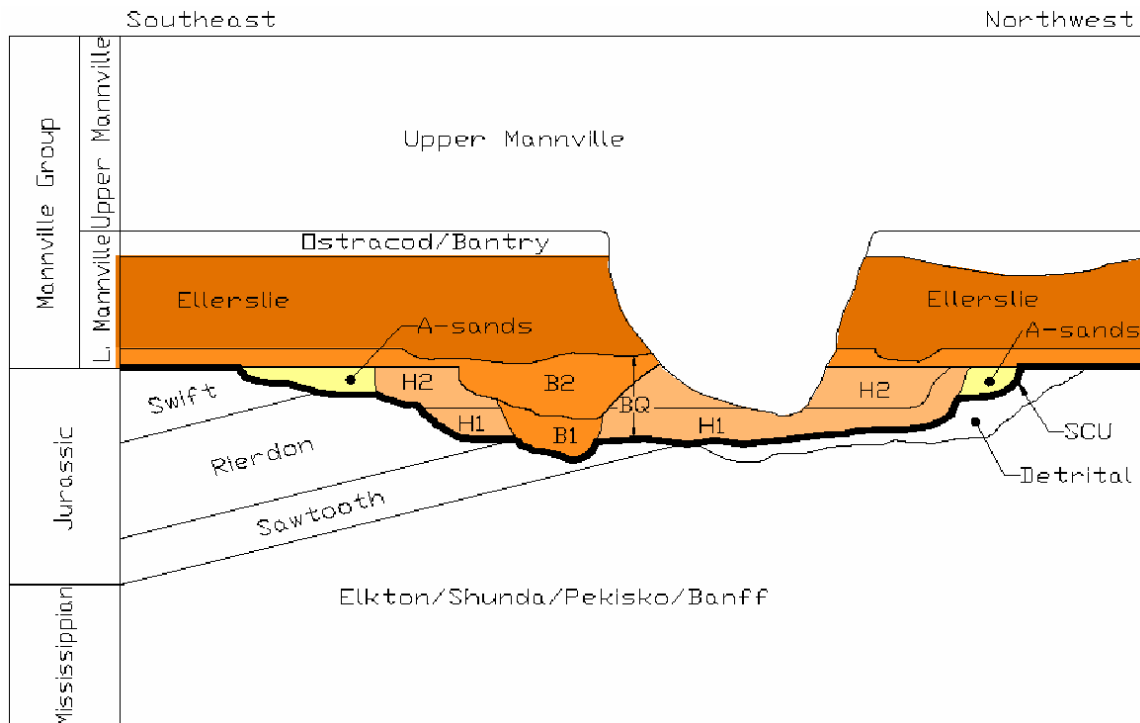 Southeast
Northwest
Mannville Group
Upper Mannville
L. Mannville
Jurassic
Mississippian
Upper Mannville
Ostracod/Bantry
Ellerslie
Ellerslie
A-sands
A-sands
H2
B2
BQ
H2
Swift
H1
B1
H1
SCU
Rierdon
Detrital
Sawtooth
Elkton/Shunda/Pekisko/Banff